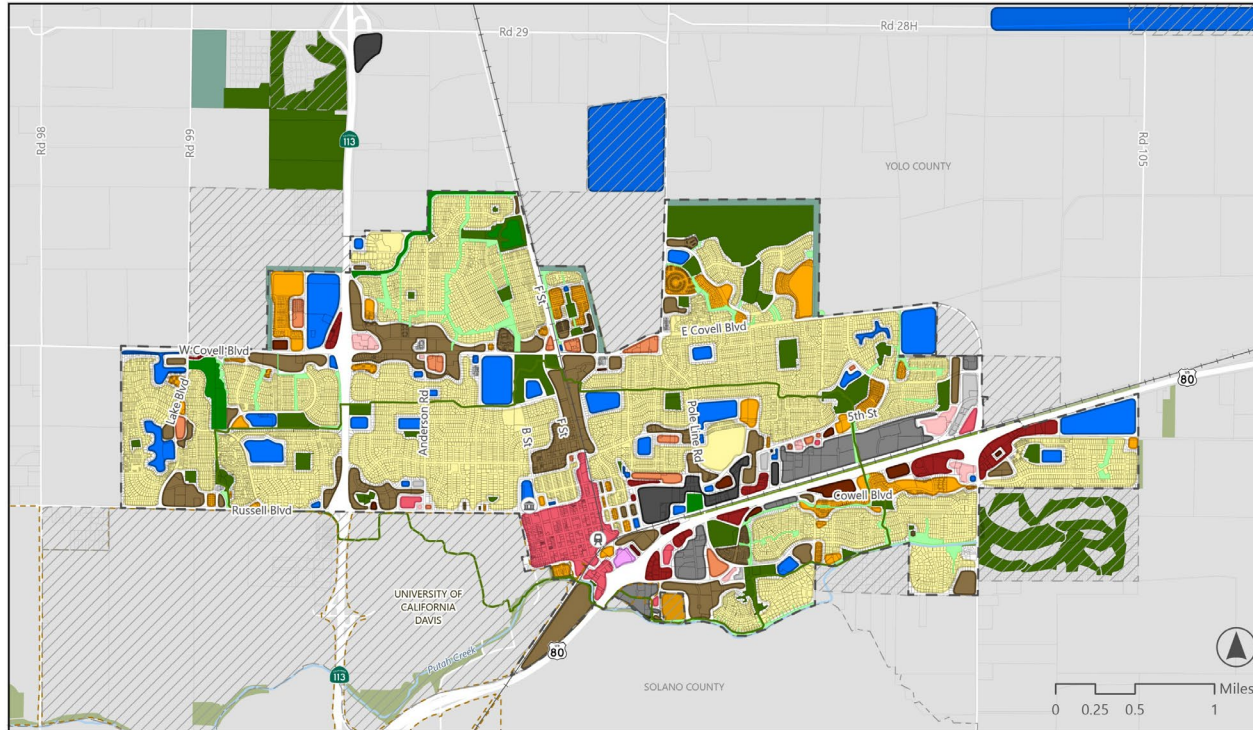 Rd 29
Rd 28H
Rd 98
Rd 99
113
Rd 105
YOLO COUNTY
F St
E Covell Blvd
W Covell Blvd
80
Lake Blvd
Anderson Rd
B St
F St
Pole Line Rd
5th St
Cowell Blvd
Russell Blvd
UNIVERSITY OF
CALIFORNIA
DAVIS
80
Putah Creek
113
SOLANO COUNTY
Miles
0 0.25 0.5 1